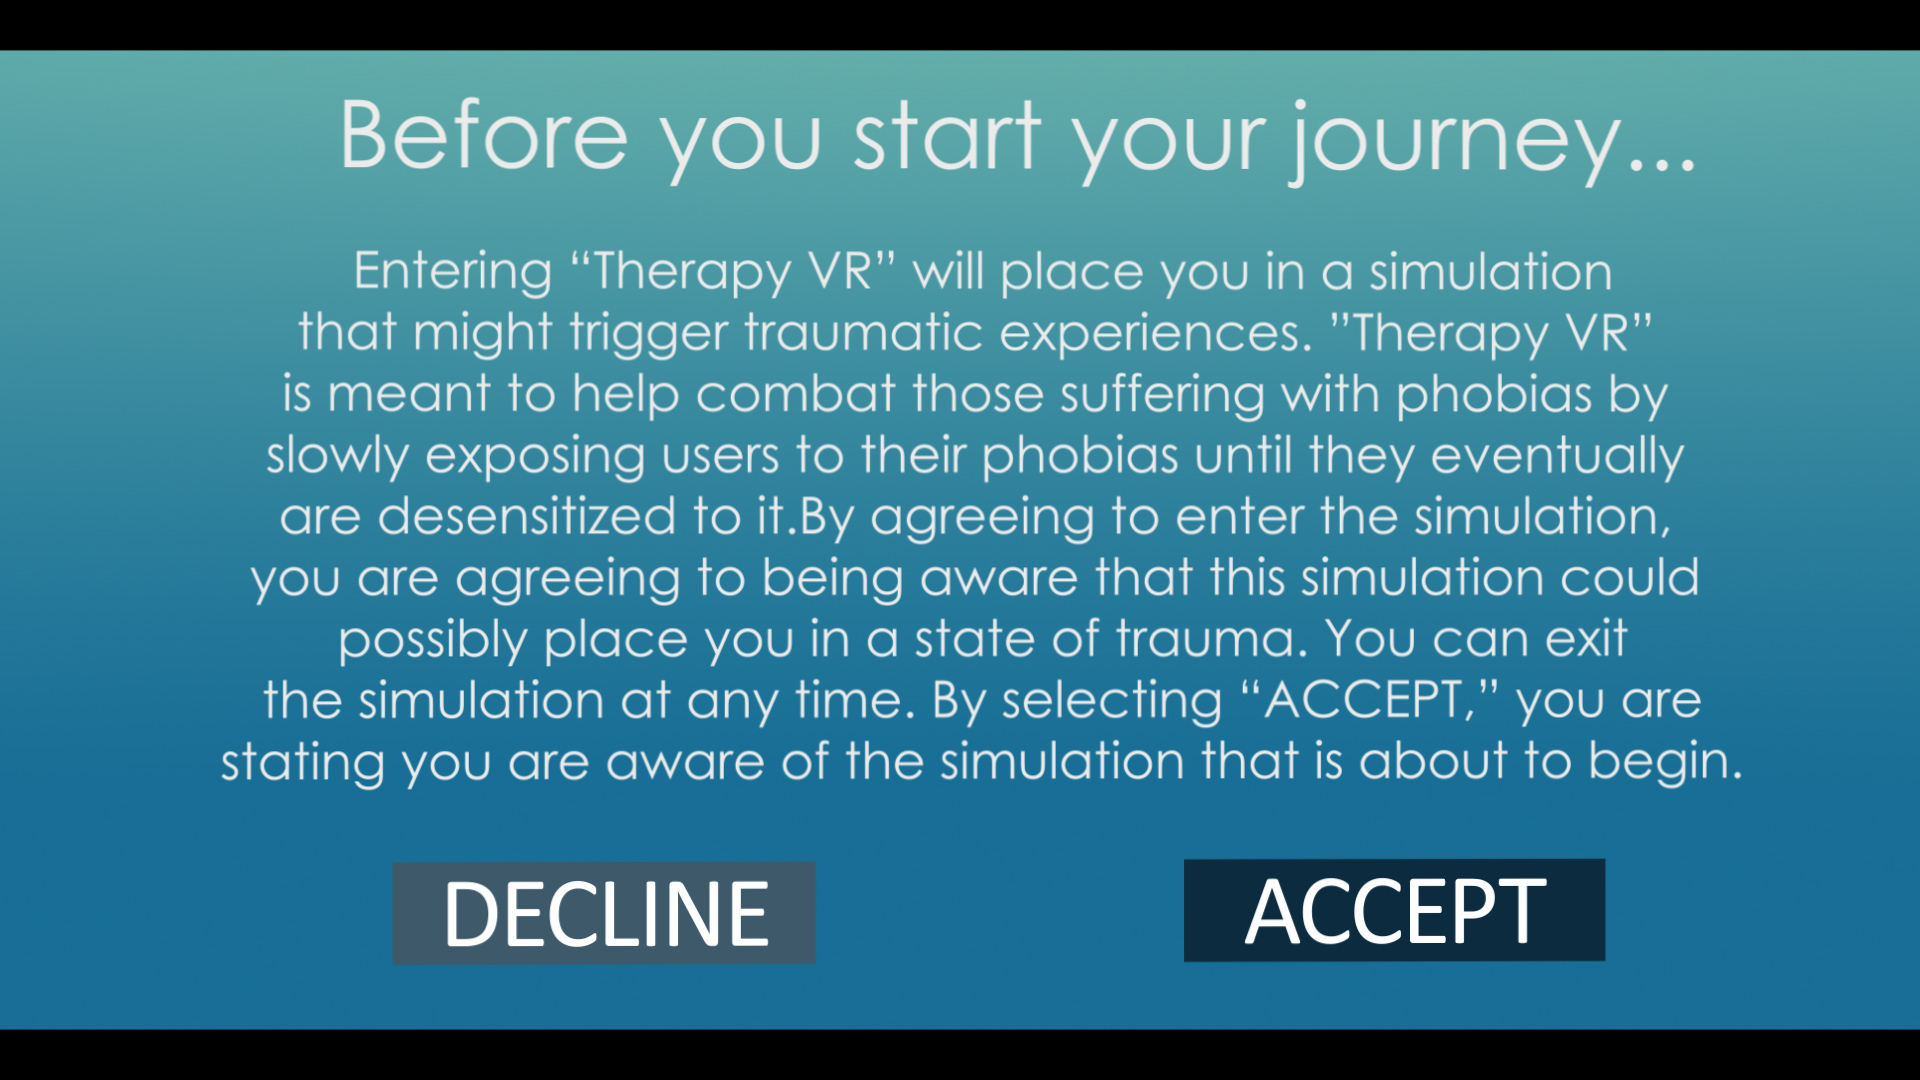 Before you start your journey...
Entering “Therapy VR” will place you in a simulation
that might trigger traumatic experiences. ”Therapy VR”
is meant to help combat those suffering with phobias by
slowly exposing users to their phobias until they eventually
are desensitized to it.By agreeing to enter the simulation,
you are agreeing to being aware that this simulation could
possibly place you in a state of trauma. You can exit
the simulation at any time. By selecting “ACCEPT,” you are
stating you are aware of the simulation that is about to begin.
DECLINE
ACCEPT